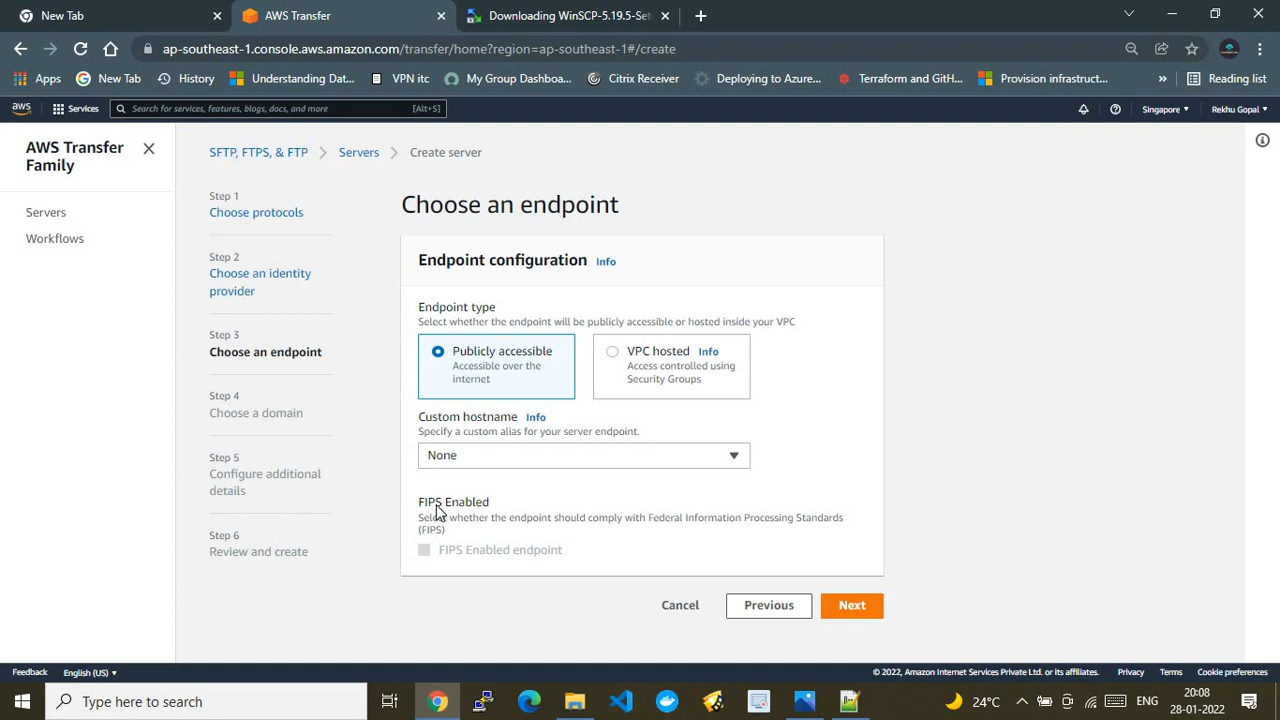 New Tab
AWS Transfer
Downloading WinSCP-5.19.5-Set
ap-southeast-1.console.aws.amazon.com/transfer/home?region=ap-southeast-1#/create
Apps
New Tab
History
Understanding Dat...
VPN itc
My Group Dashboa...
Citrix Receiver
Deploying to Azure...
Terraform and GitH...
Provision infrastruct...
»
Reading list
aws
Services
Search for services, features, blogs, docs, and more
[Alt+S]
Singapore
Rekhu Gopal
AWS Transfer
Family
Servers
Workflows
SFTP, FTPS, & FTP
Servers
Create server
Step 1
Choose protocols
Step 2
Choose an identity
provider
Step 3
Choose an endpoint
Step 4
Choose a domain
Step 5
Configure additional
details
Step 6
Review and create
Choose an endpoint
Endpoint configuration Info
Endpoint type
Select whether the endpoint will be publicly accessible or hosted inside your VPC
Publicly accessible
Accessible over the
internet
VPC hosted Info
Access controlled using
Security Groups
Custom hostname Info
Specify a custom alias for your server endpoint.
None
FIPS Enabled
Select whether the endpoint should comply with Federal Information Processing Standards
(FIPS)
FIPS Enabled endpoint
Cancel
Previous
Next
Feedback
English (US)
© 2022, Amazon Internet Services Private Ltd. or its affiliates.
Privacy
Terms
Cookie preferences
Type here to search
24°C
ENG
20:08
28-01-2022